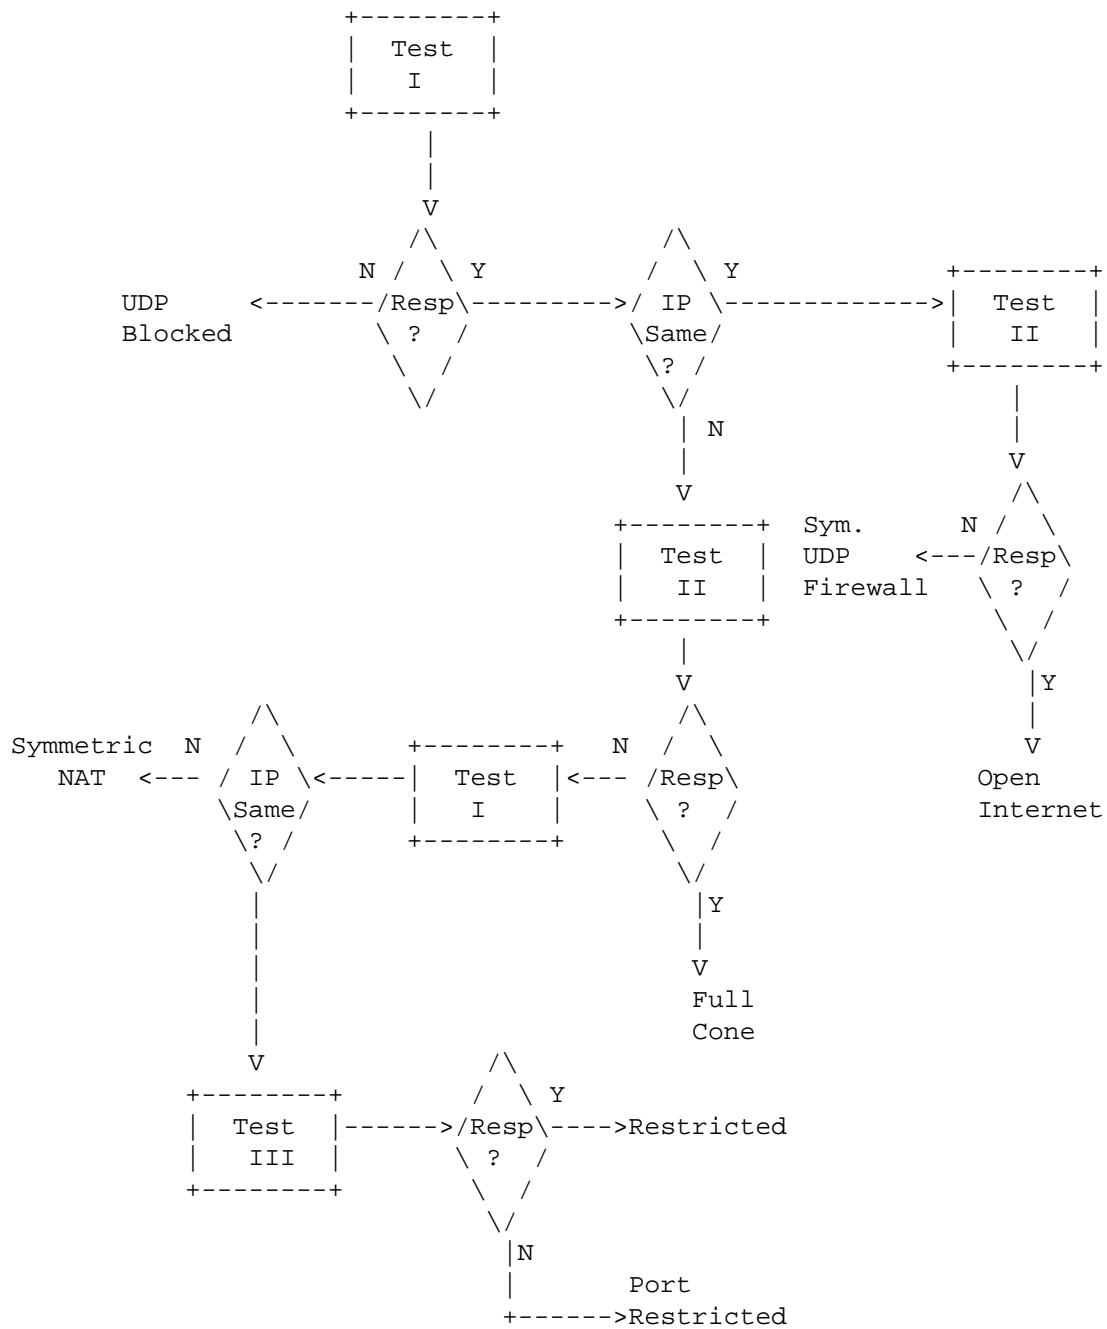 Test
I
N Y Y
UDP Resp IP Test
Blocked ? Same II
?
N
V
V V
Sym. N
Test UDP Resp
II Firewall ?
V Y
Symmetric N N V
NAT IP Test Resp Open
Same I ? Internet
?
Y
V
Full
V Cone
Y
Test Resp Restricted
III ?
N
Port
Restricted